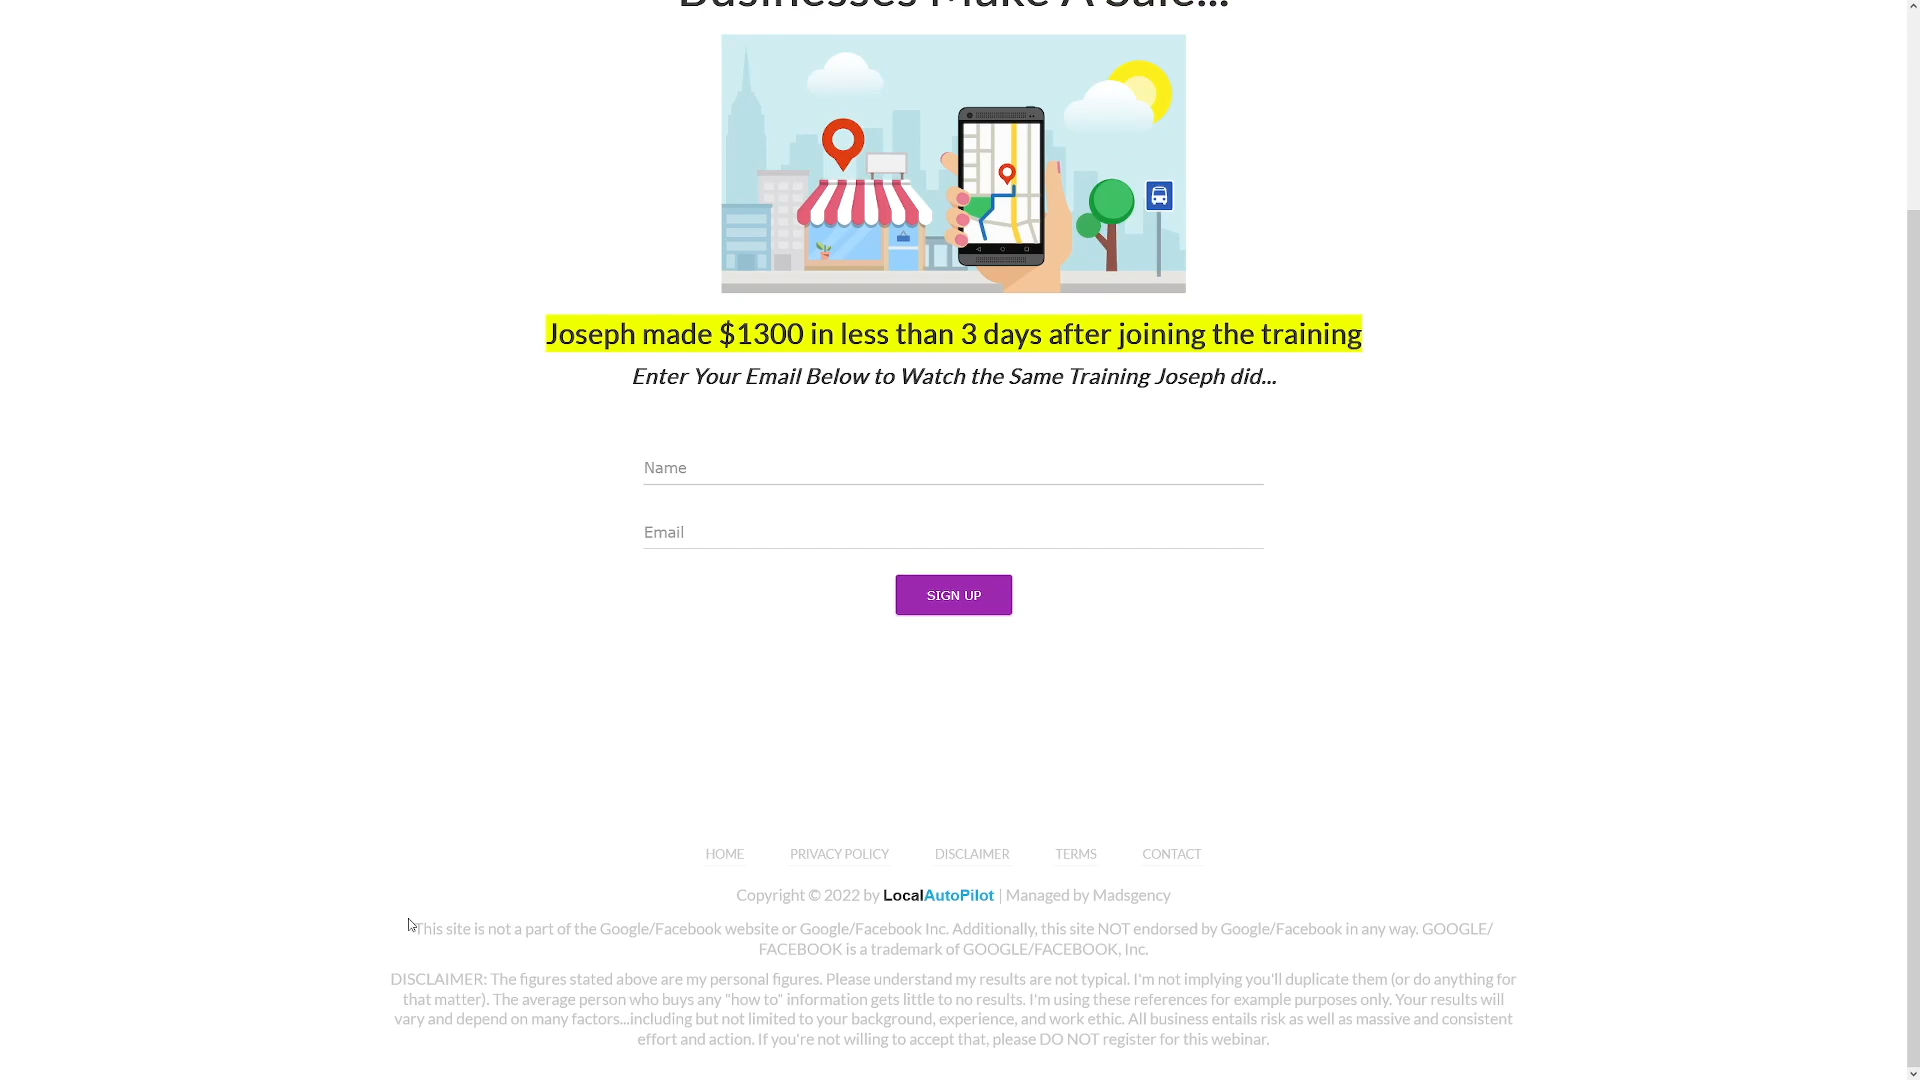 Businesses Make A Sale...
Joseph made $1300 in less than 3 days after joining the training
Enter Your Email Below to Watch the Same Training Joseph did...
Name
Email
SIGN UP
HOME PRIVACY POLICY DISCLAIMER TERMS CONTACT
Copyright © 2022 by LocalAutoPilot | Managed by Madsgency
This site is not a part of the Google/Facebook website or Google/Facebook Inc. Additionally, this site NOT endorsed by Google/Facebook in any way. GOOGLE/
FACEBOOK is a trademark of GOOGLE/FACEBOOK, Inc.
DISCLAIMER: The figures stated above are my personal figures. Please understand my results are not typical. I'm not implying you'll duplicate them (or do anything for
that matter). The average person who buys any "how to" information gets little to no results. I'm using these references for example purposes only. Your results will
vary and depend on many factors...including but not limited to your background, experience, and work ethic. All business entails risk as well as massive and consistent
effort and action. If you're not willing to accept that, please DO NOT register for this webinar.